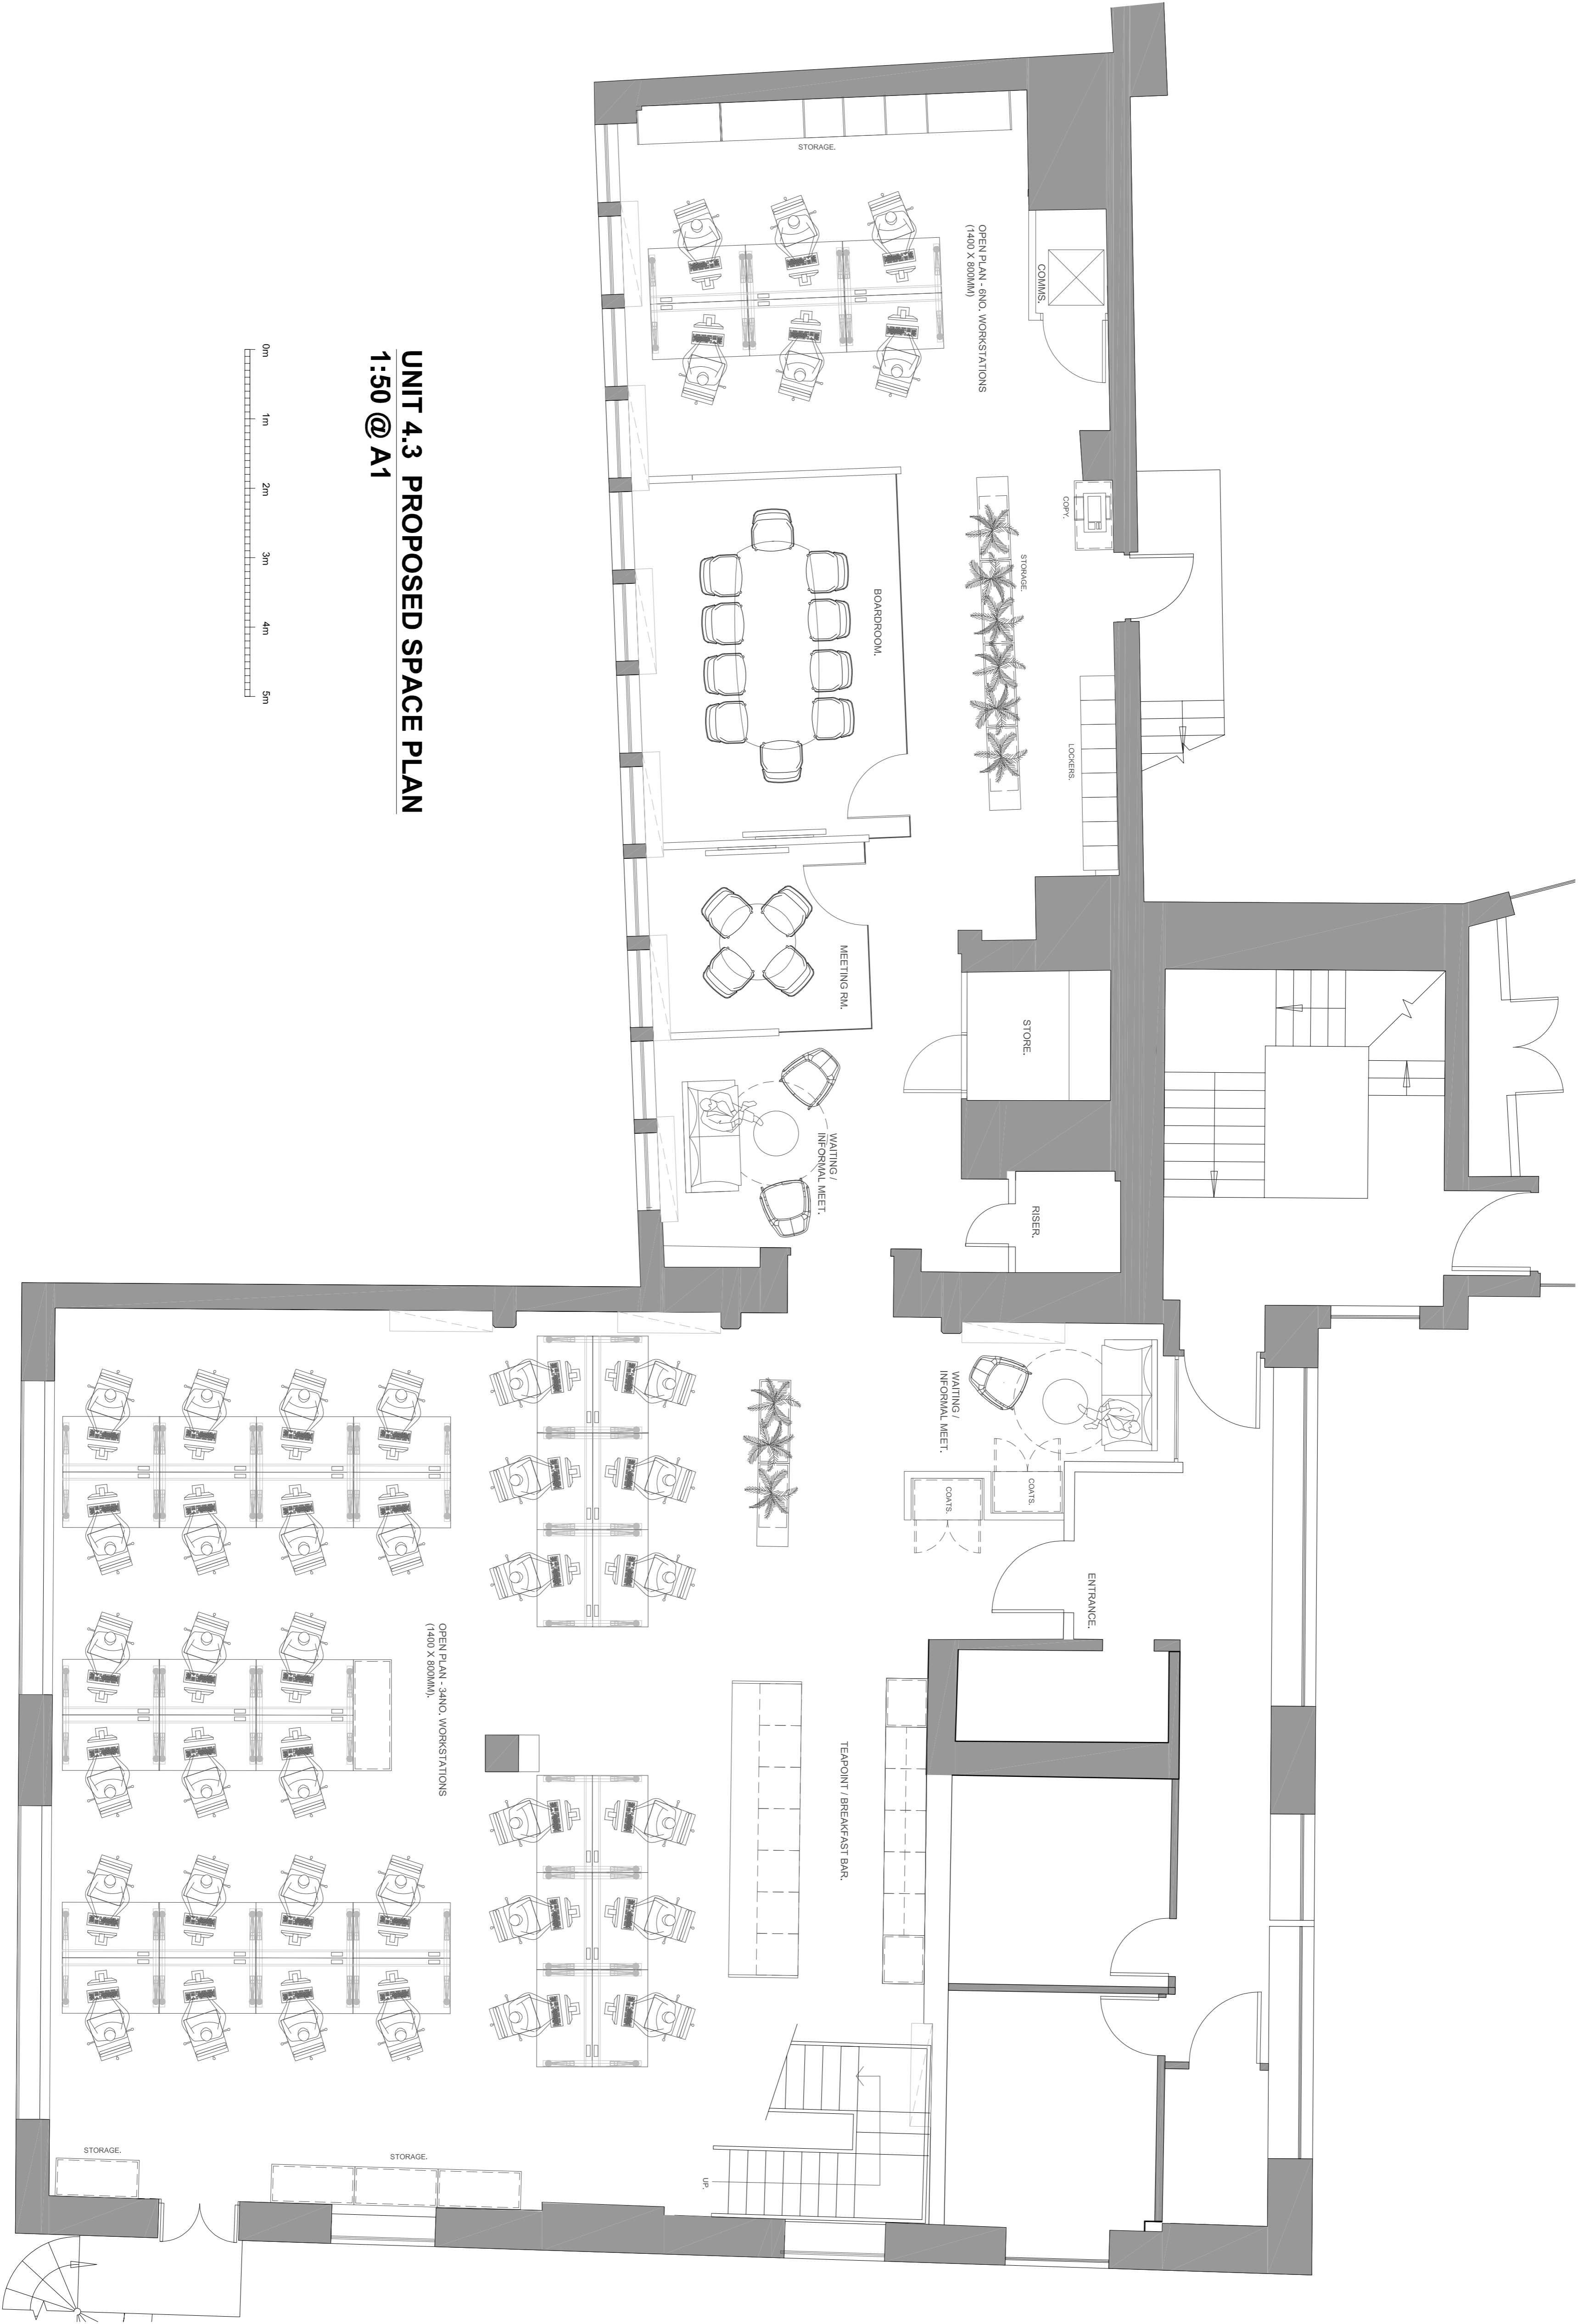 UNIT 4.3 PROPOSED SPACE PLAN
1:50 @ A1
0m
1m
2m
3m
4m
5m
STORAGE.
OPEN PLAN - 6NO. WORKSTATIONS
(1400 X 800MM)
COMMS.
COPY.
STORAGE.
BOARDROOM.
LOCKERS.
MEETING RM.
STORE.
WAITING /
INFORMAL MEET.
RISER.
WAITING /
INFORMAL MEET.
COATS.
COATS.
ENTRANCE.
OPEN PLAN - 34NO. WORKSTATIONS
(1400 X 800MM).
TEAPOINT / BREAKFAST BAR.
UP.
STORAGE.
STORAGE.